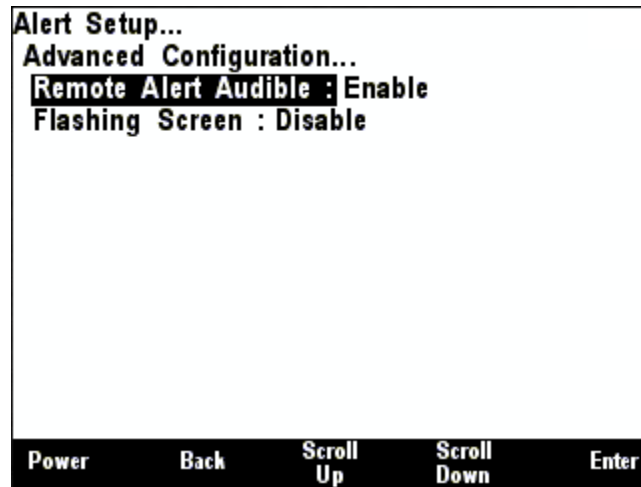 Alert Setup...
Advanced Configuration...
Remote Alert Audible : Enable
Flashing Screen : Disable
Power Back Scroll Up Scroll Down Enter